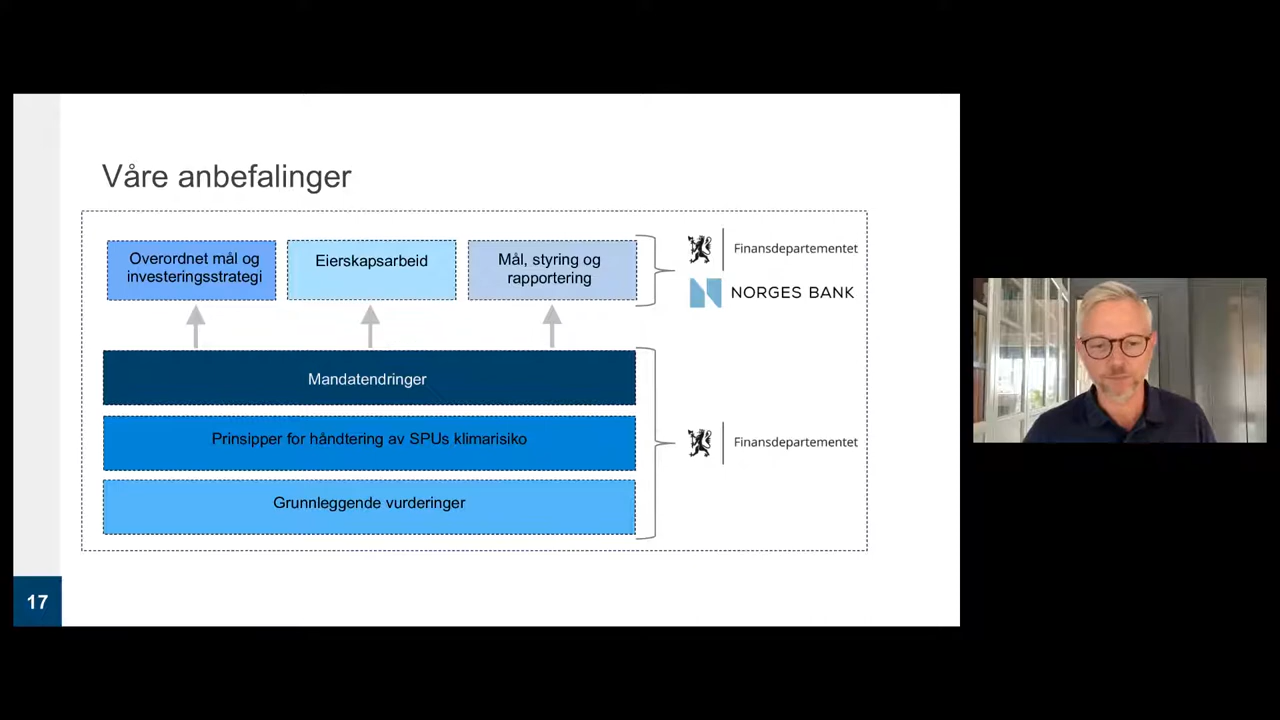 Våre anbefalinger
Overordnet mål og
investeringsstrategi
Eierskapsarbeid
Mål, styring og
rapportering
Finansdepartementet
NORGES BANK
Mandatendringer
Prinsipper for håndtering av SPUs klimarisiko
Finansdepartementet
Grunnleggende vurderinger
17